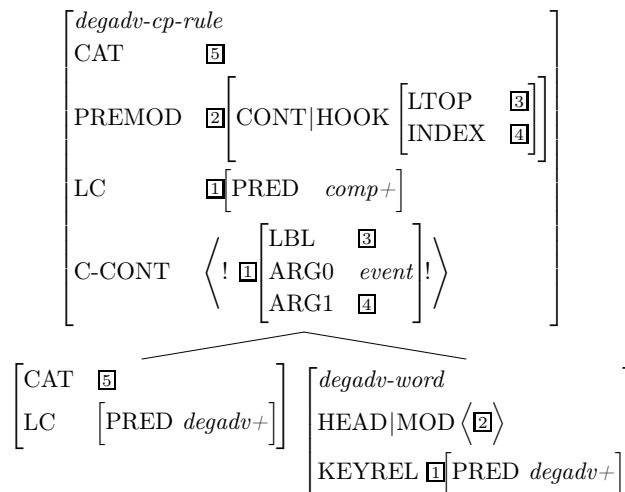 degadv-cp-rule
CAT 5
PREMOD 2 CONT|HOOK LTOP 3
INDEX 4
LC 1 PRED comp+
C-CONT ⟨! 1 LBL 3
ARG0 event
ARG1 4 !⟩
CAT 5
LC [PRED degadv+]
degadv-word
HEAD|MOD ⟨2⟩
KEYREL 1[PRED degadv+]